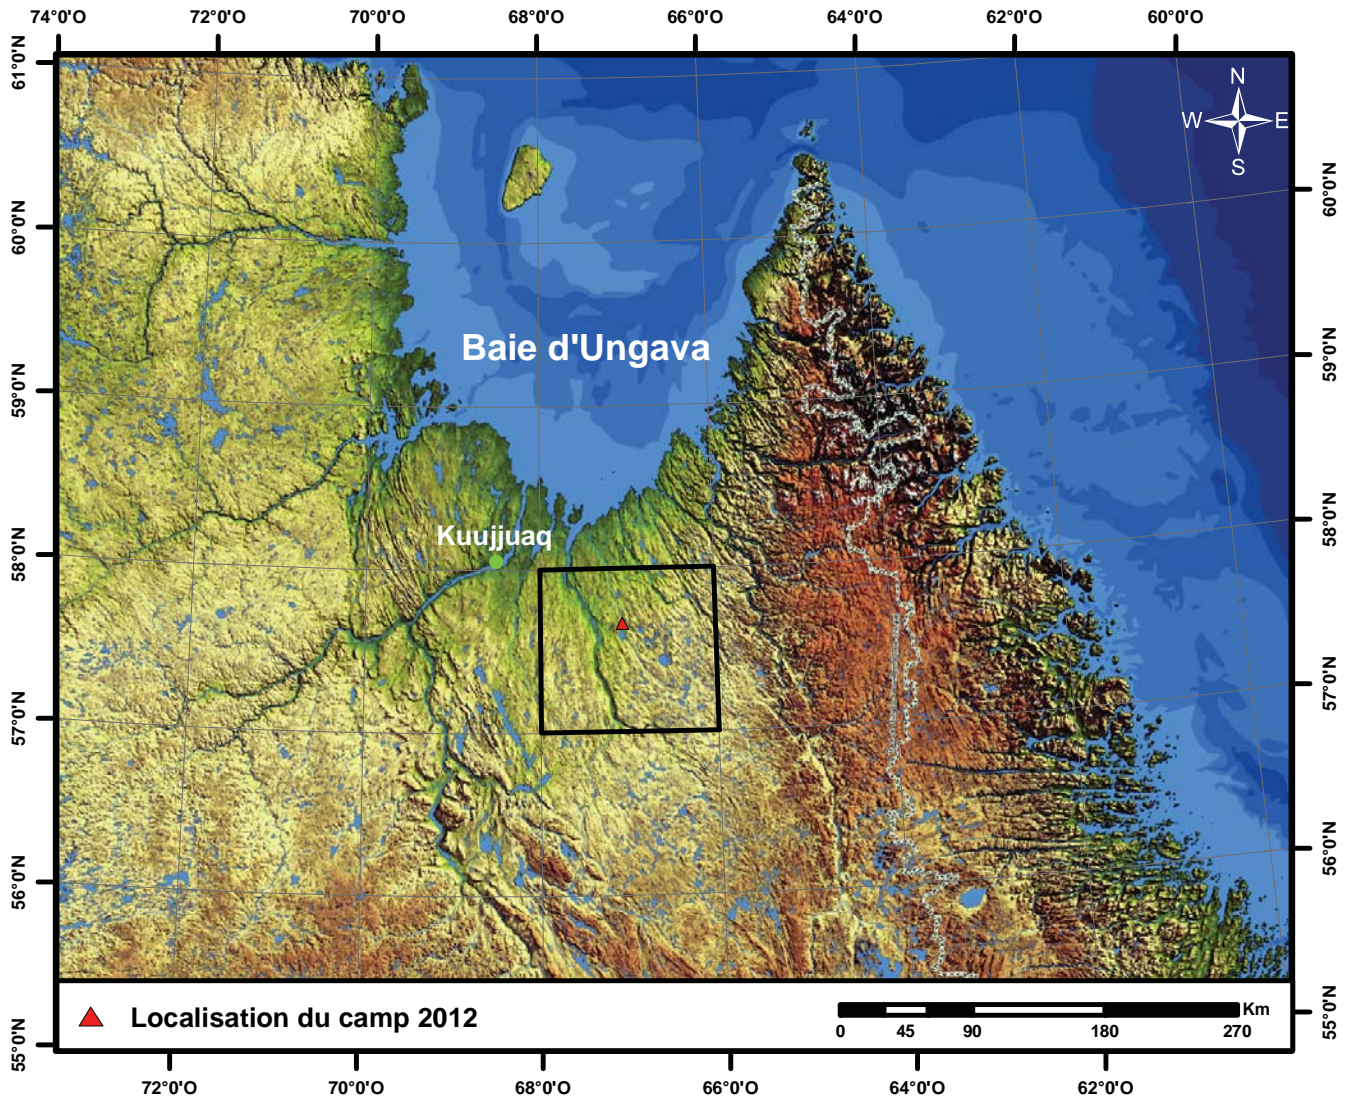 74°0'O 72°0'O 70°0'O 68°0'O 66°0'O 64°0'O 62°0'O 60°0'O
61°0'N
N
W E
S
60°0'N
60°0'N
Baie d'Ungava
59°0'N
59°0'N
Kuujjuaq
58°0'N
58°0'N
57°0'N
57°0'N
56°0'N
56°0'N
Localisation du camp 2012
Km
0 45 90 180 270
55°0'N
55°0'N
72°0'O 70°0'O 68°0'O 66°0'O 64°0'O 62°0'O